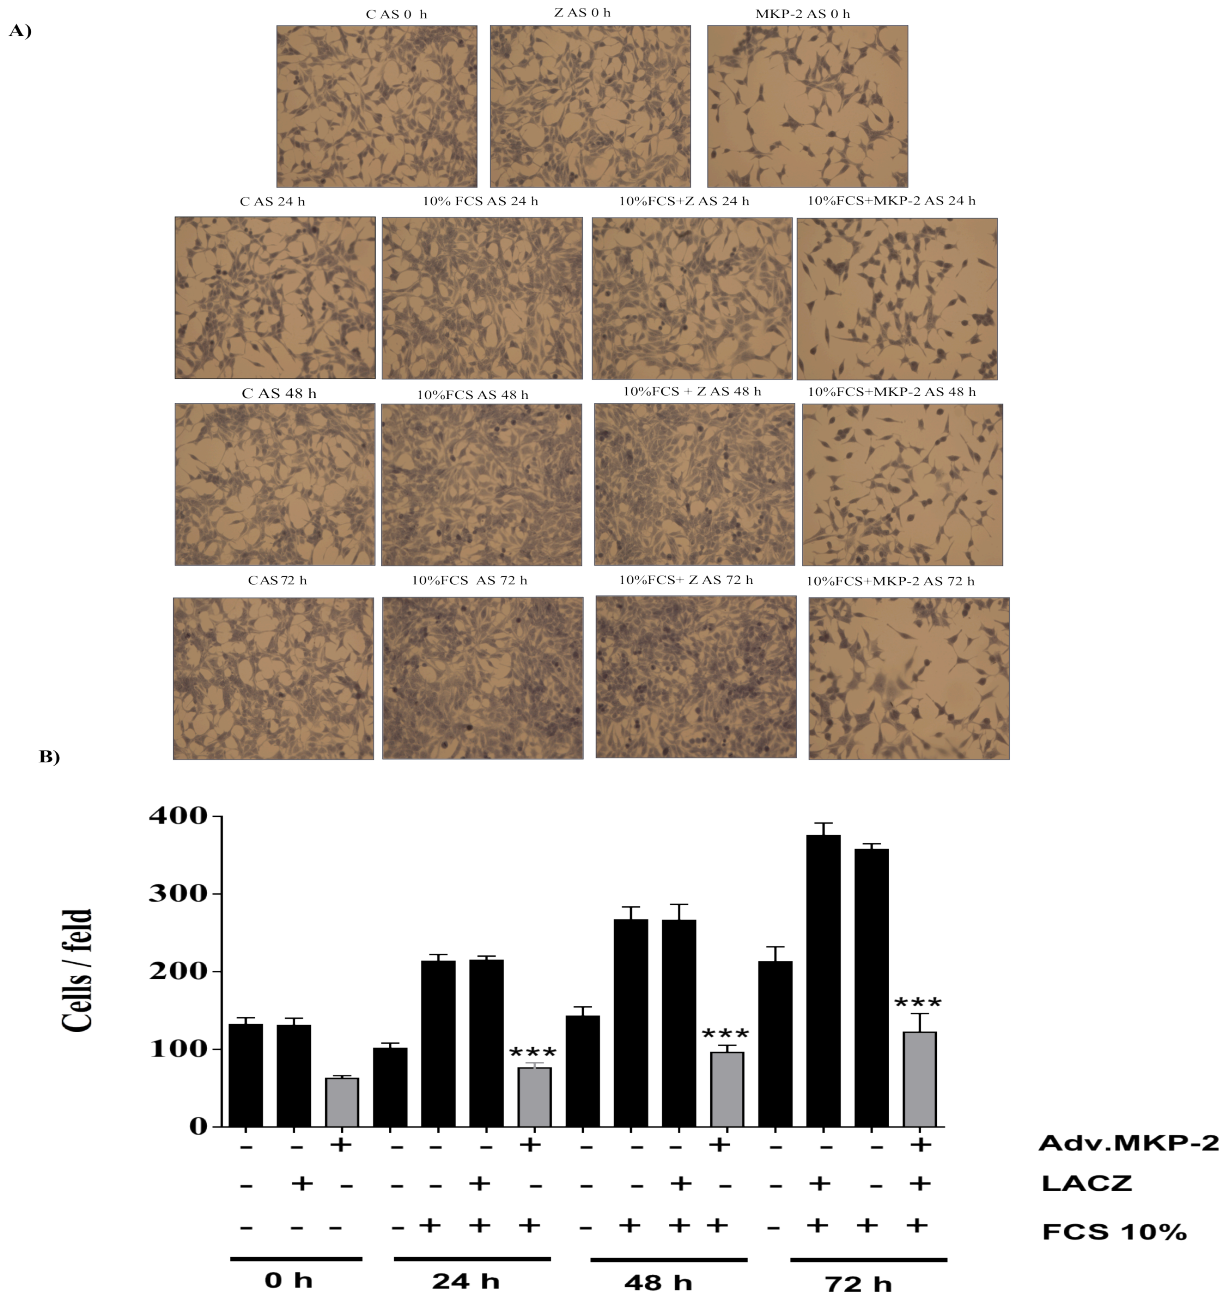 A)
C AS 0 h
Z AS 0 h
MKP-2 AS 0 h
C AS 24 h
10% FCS AS 24 h
10%FCS+Z AS 24 h
10%FCS+MKP-2 AS 24 h
C AS 48 h
10%FCS AS 48 h
10%FCS + Z AS 48 h
10%FCS+MKP-2 AS 48 h
CAS 72 h
10%FCS AS 72 h
10%FCS+ Z AS 72 h
10%FCS+MKP-2 AS 72 h
B)
Cells / feld
400
300
200
100
0
*** *** ***
- - + - - - + - - - + - - - + Adv.MKP-2
- + - - - + - - - + - - + - + LACZ
- - - - + + + - + + + - + + + FCS 10%
0 h 24 h 48 h 72 h